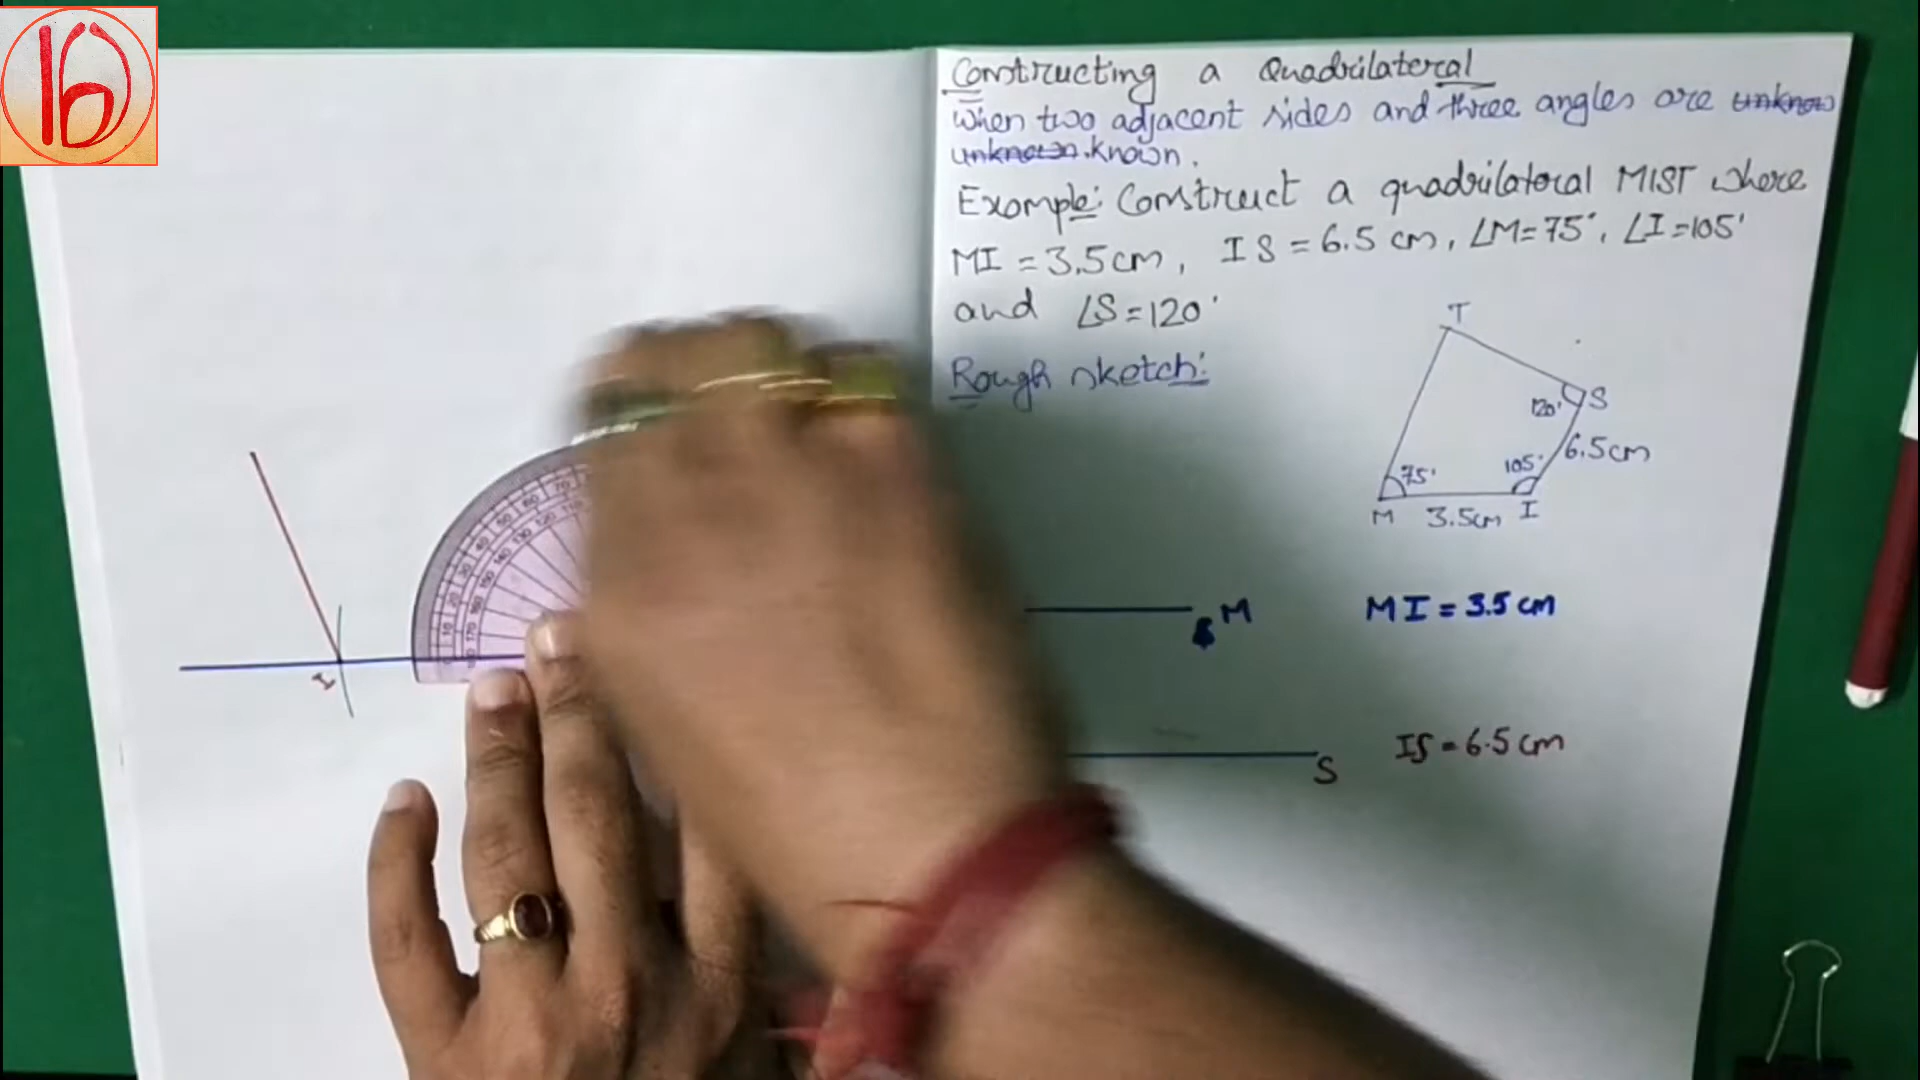 Constructing a Quadrilateral
When two adjacent sides and three angles are unknow
unknown.known.
Example: Construct a quadrilateral MIST where
MI = 3.5cm, IS = 6.5 cm, ∠M=75°, ∠I=105°
and ∠S=120°
Rough sketch:
T
120° S
6.5cm
75° 105°
M 3.5cm I
M
MI = 3.5 cm
S
IS = 6.5 cm
I